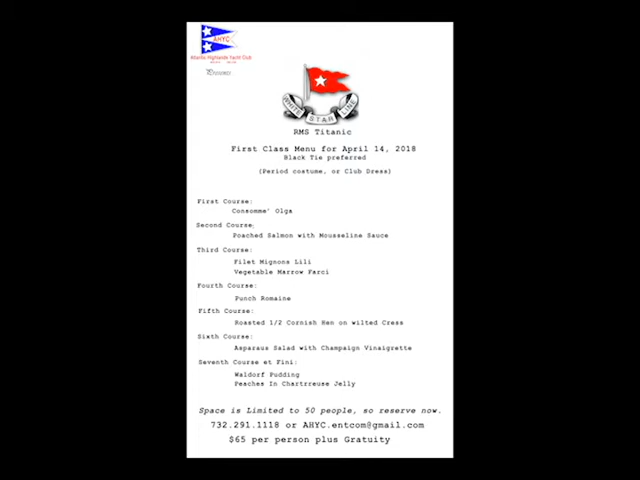 AHYC
Atlantic Highlands Yacht Club
Presents
WHITE STAR LINE
RMS Titanic
First Class Menu for April 14, 2018
Black Tie preferred
(Period costume, or Club Dress)
First Course:
Consomme' Olga
Second Course:
Poached Salmon with Mousseline Sauce
Third Course:
Filet Mignons Lili
Vegetable Marrow Farci
Fourth Course:
Punch Romaine
Fifth Course:
Roasted 1/2 Cornish Hen on wilted Cress
Sixth Course:
Asparaus Salad with Champaign Vinaigrette
Seventh Course et Fini:
Waldorf Pudding
Peaches In Chartrreuse Jelly
Space is Limited to 50 people, so reserve now.
732.291.1118 or AHYC.entcom@gmail.com
$65 per person plus Gratuity